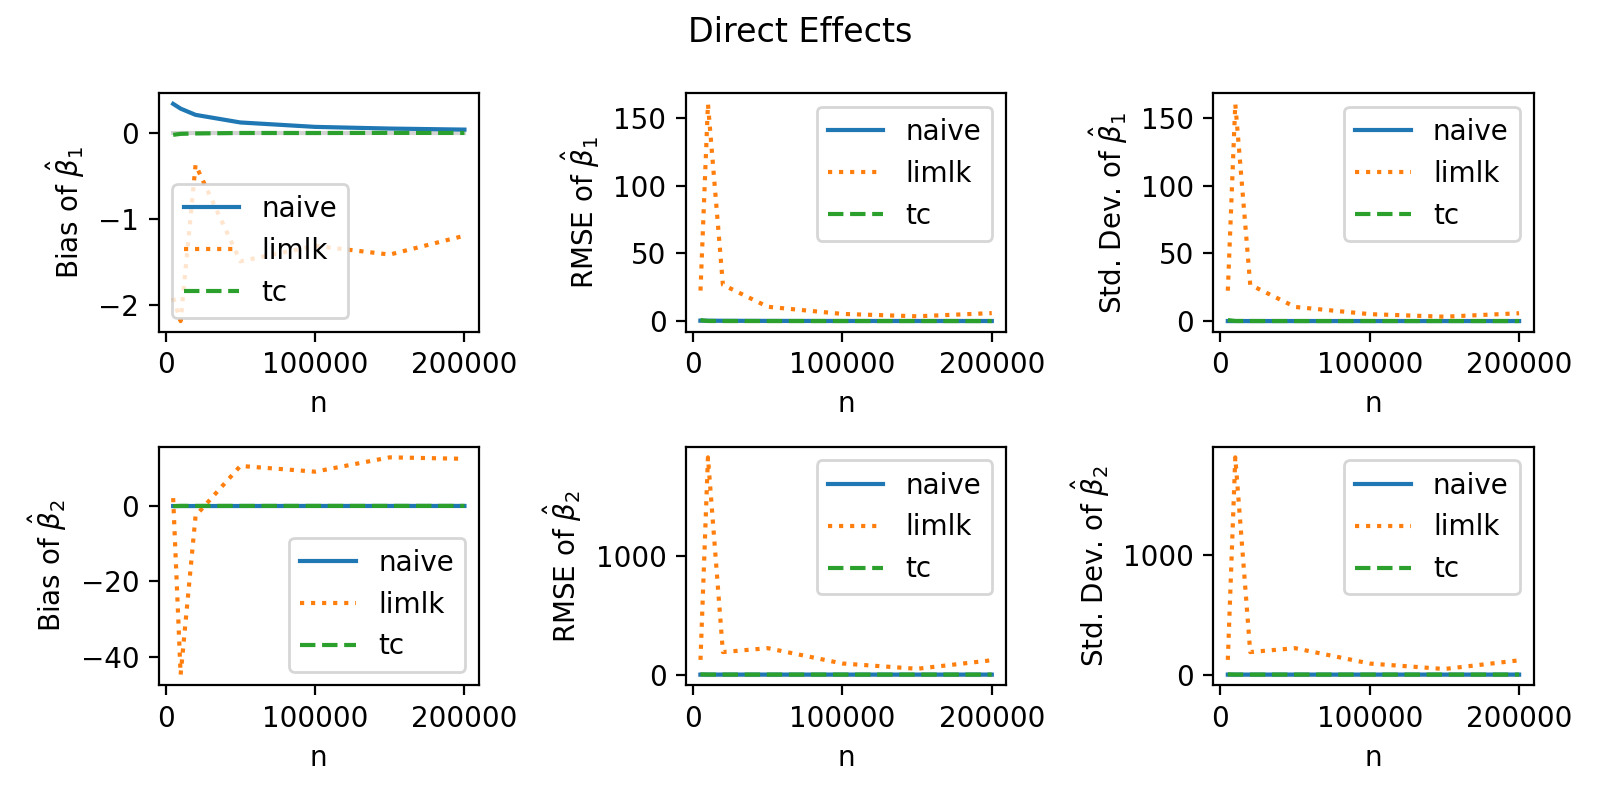 Direct Effects
Bias of β̂₁
0
−1
−2
naive
limlk
tc
0 100000 200000
n
RMSE of β̂₁
150
100
50
0
naive
limlk
tc
0 100000 200000
n
Std. Dev. of β̂₁
150
100
50
0
naive
limlk
tc
0 100000 200000
n
Bias of β̂₂
0
−20
−40
naive
limlk
tc
0 100000 200000
n
RMSE of β̂₂
1000
0
naive
limlk
tc
0 100000 200000
n
Std. Dev. of β̂₂
1000
0
naive
limlk
tc
0 100000 200000
n